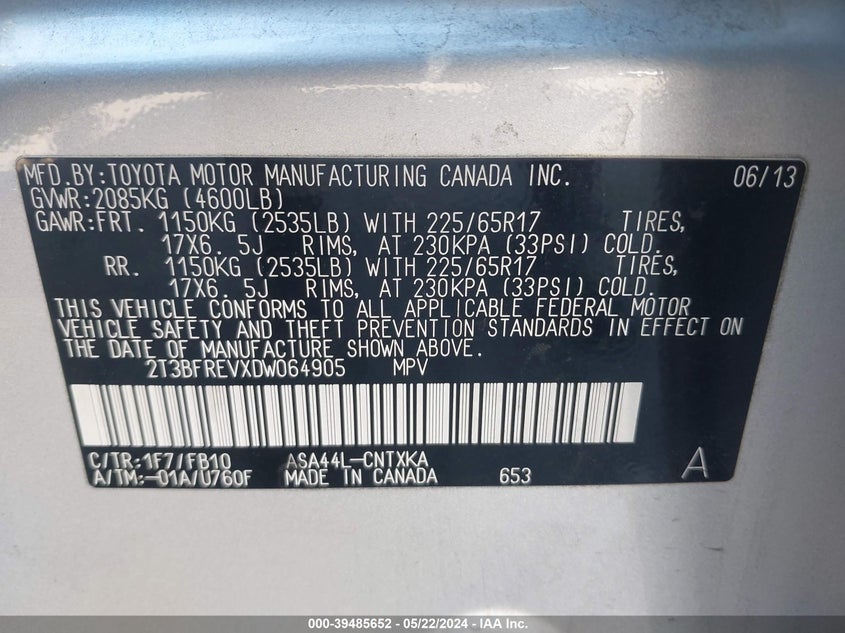 MFD.BY:TOYOTA MOTOR MANUFACTURING CANADA INC. 06/13
GVWR:2085KG (4600LB)
GAWR:FRT. 1150KG (2535LB) WITH 225/65R17 TIRES,
17X6. 5J RIMS, AT 230KPA (33PSI) COLD.
RR. 1150KG (2535LB) WITH 225/65R17 TIRES,
17X6. 5J RIMS, AT 230KPA (33PSI) COLD.
THIS VEHICLE CONFORMS TO ALL APPLICABLE FEDERAL MOTOR
VEHICLE SAFETY AND THEFT PREVENTION STANDARDS IN EFFECT ON
THE DATE OF MANUFACTURE SHOWN ABOVE.
2T3BFREVXDW064905 MPV
C/TR:1F7/FB10 ASA44L-CNTXKA
A/TM:-01A/U760F MADE IN CANADA 653 A
000-39485652 - 05/22/2024 - IAA Inc.